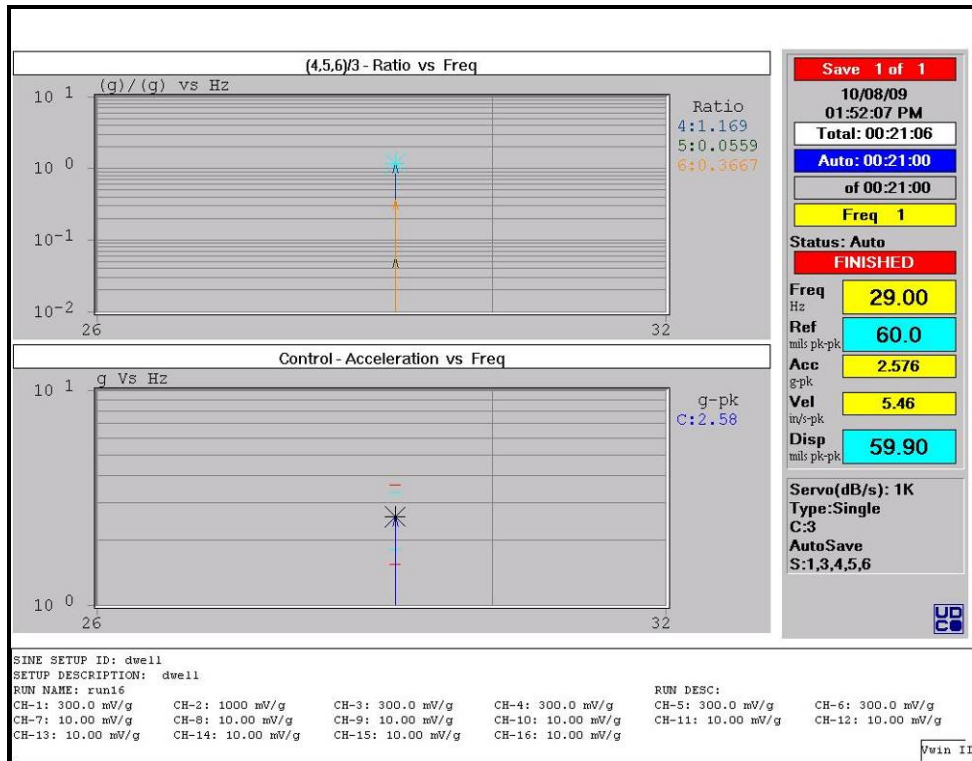 (4,5,6)/3 - Ratio vs Freq
(g)/(g) vs Hz
10 1
10 0
10 -1
10 -2
26
32
Ratio
4:1.169
5:0.0559
6:0.3667
Control - Acceleration vs Freq
g Vs Hz
10 1
10 0
26
32
g-pk
C:2.58
Save 1 of 1
10/08/09
01:52:07 PM
Total: 00:21:06
Auto: 00:21:00
of 00:21:00
Freq 1
Status: Auto
FINISHED
Freq
Hz
29.00
Ref
mils pk-pk
60.0
Acc
g-pk
2.576
Vel
in/s-pk
5.46
Disp
mils pk-pk
59.90
Servo(dB/s): 1K
Type:Single
C:3
AutoSave
S:1,3,4,5,6
UD
CO
SINE SETUP ID: dwell
SETUP DESCRIPTION: dwell
RUN NAME: run16 RUN DESC:
CH-1: 300.0 mV/g CH-2: 1000 mV/g CH-3: 300.0 mV/g CH-4: 300.0 mV/g CH-5: 300.0 mV/g CH-6: 300.0 mV/g
CH-7: 10.00 mV/g CH-8: 10.00 mV/g CH-9: 10.00 mV/g CH-10: 10.00 mV/g CH-11: 10.00 mV/g CH-12: 10.00 mV/g
CH-13: 10.00 mV/g CH-14: 10.00 mV/g CH-15: 10.00 mV/g CH-16: 10.00 mV/g
Vwin II